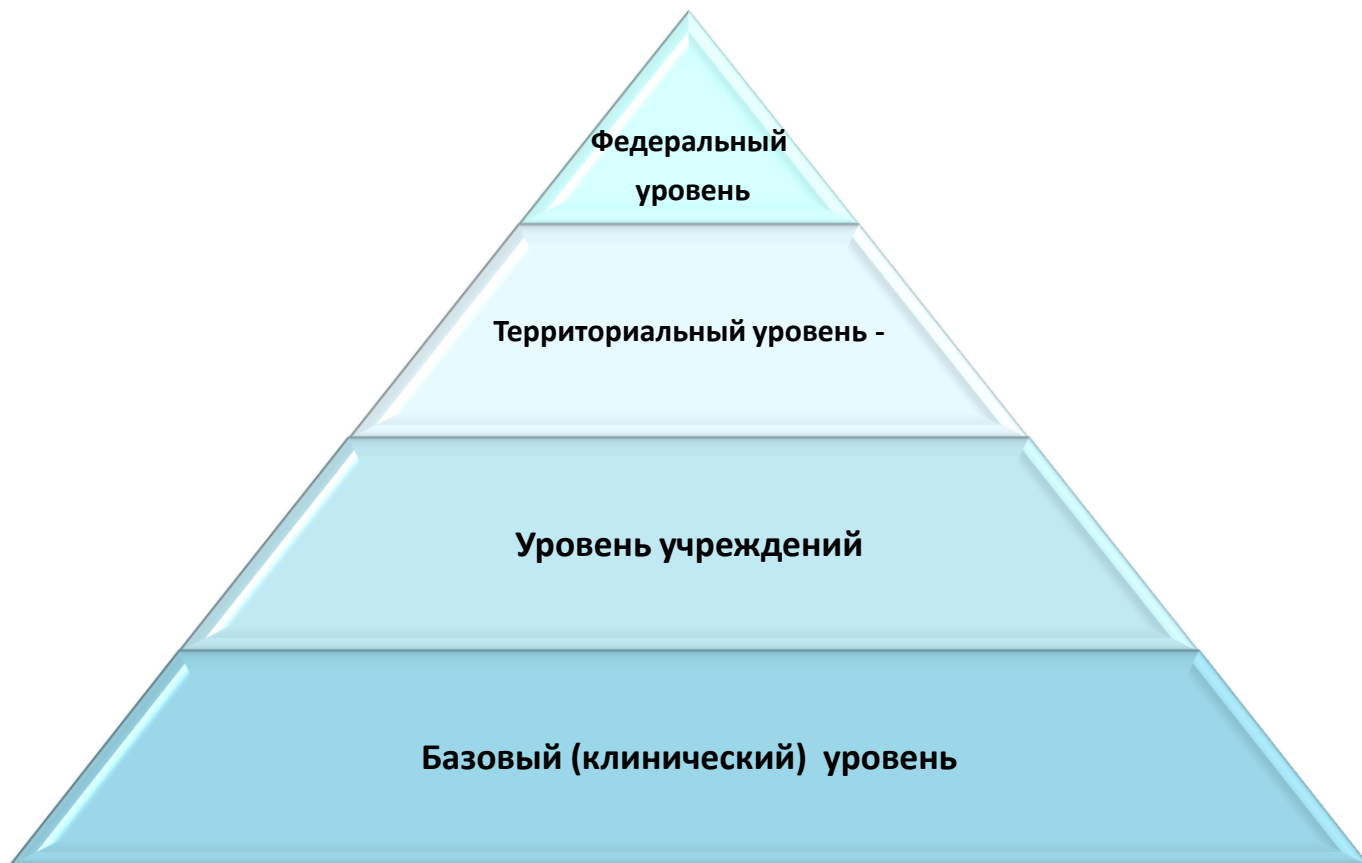 Федеральный
уровень
Территориальный уровень -
Уровень учреждений
Базовый (клинический)  уровень